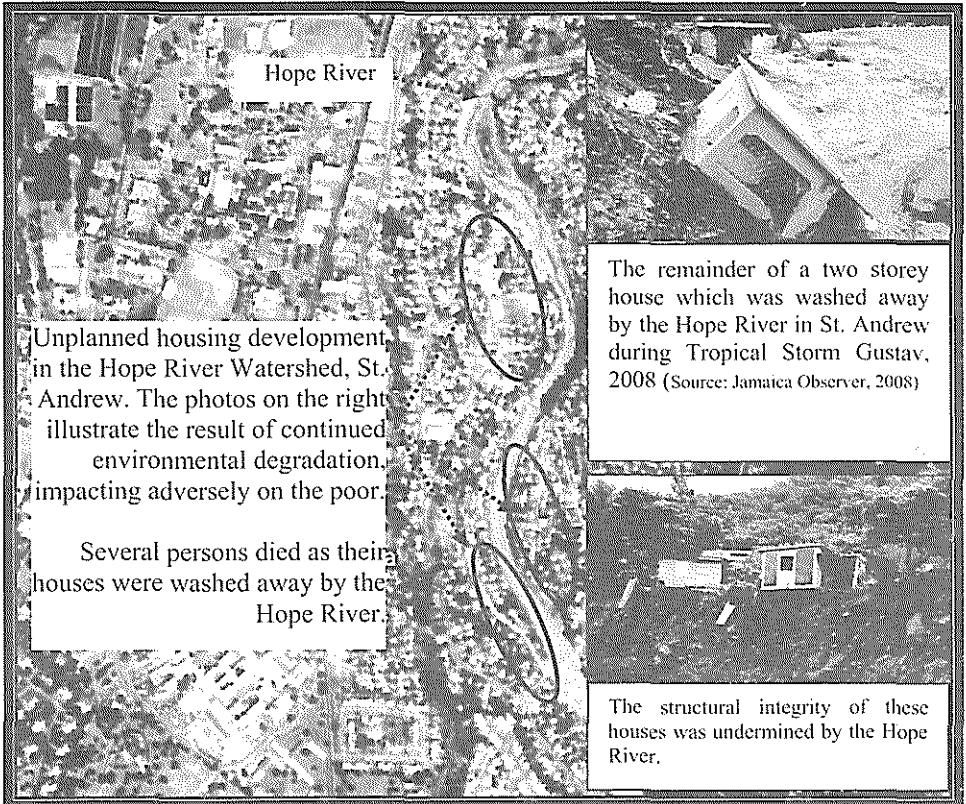 Hope River
Unplanned housing development
in the Hope River Watershed, St.
Andrew. The photos on the right
illustrate the result of continued
environmental degradation,
impacting adversely on the poor.
Several persons died as their
houses were washed away by the
Hope River.
The remainder of a two storey
house which was washed away
by the Hope River in St. Andrew
during Tropical Storm Gustav,
2008 (Source: Jamaica Observer, 2008)
The structural integrity of these
houses was undermined by the Hope
River.